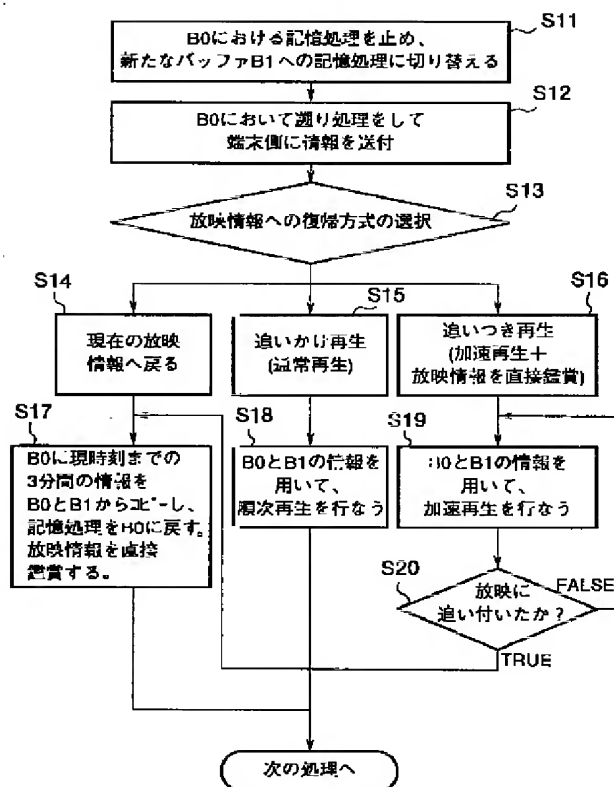 S11
B0における記憶処理を止め、
新たなバッファB1への記憶処理に切り替える
S12
B0において遡り処理をして
端末側に情報を送付
S13
放映情報への復帰方式の選択
S14
現在の放映
情報へ戻る
S15
追いかけ再生
(通常再生)
S16
追いつき再生
(加速再生+
放映情報を直接鑑賞)
S17
B0に現時刻までの
3分間の情報を
B0とB1からコピーし、
記憶処理をB0に戻す。
放映情報を直接
鑑賞する。
S18
B0とB1の情報を
用いて、
順次再生を行なう
S19
B0とB1の情報を
用いて、
加速再生を行なう
S20
放映に
追い付いたか?
FALSE
TRUE
次の処理へ